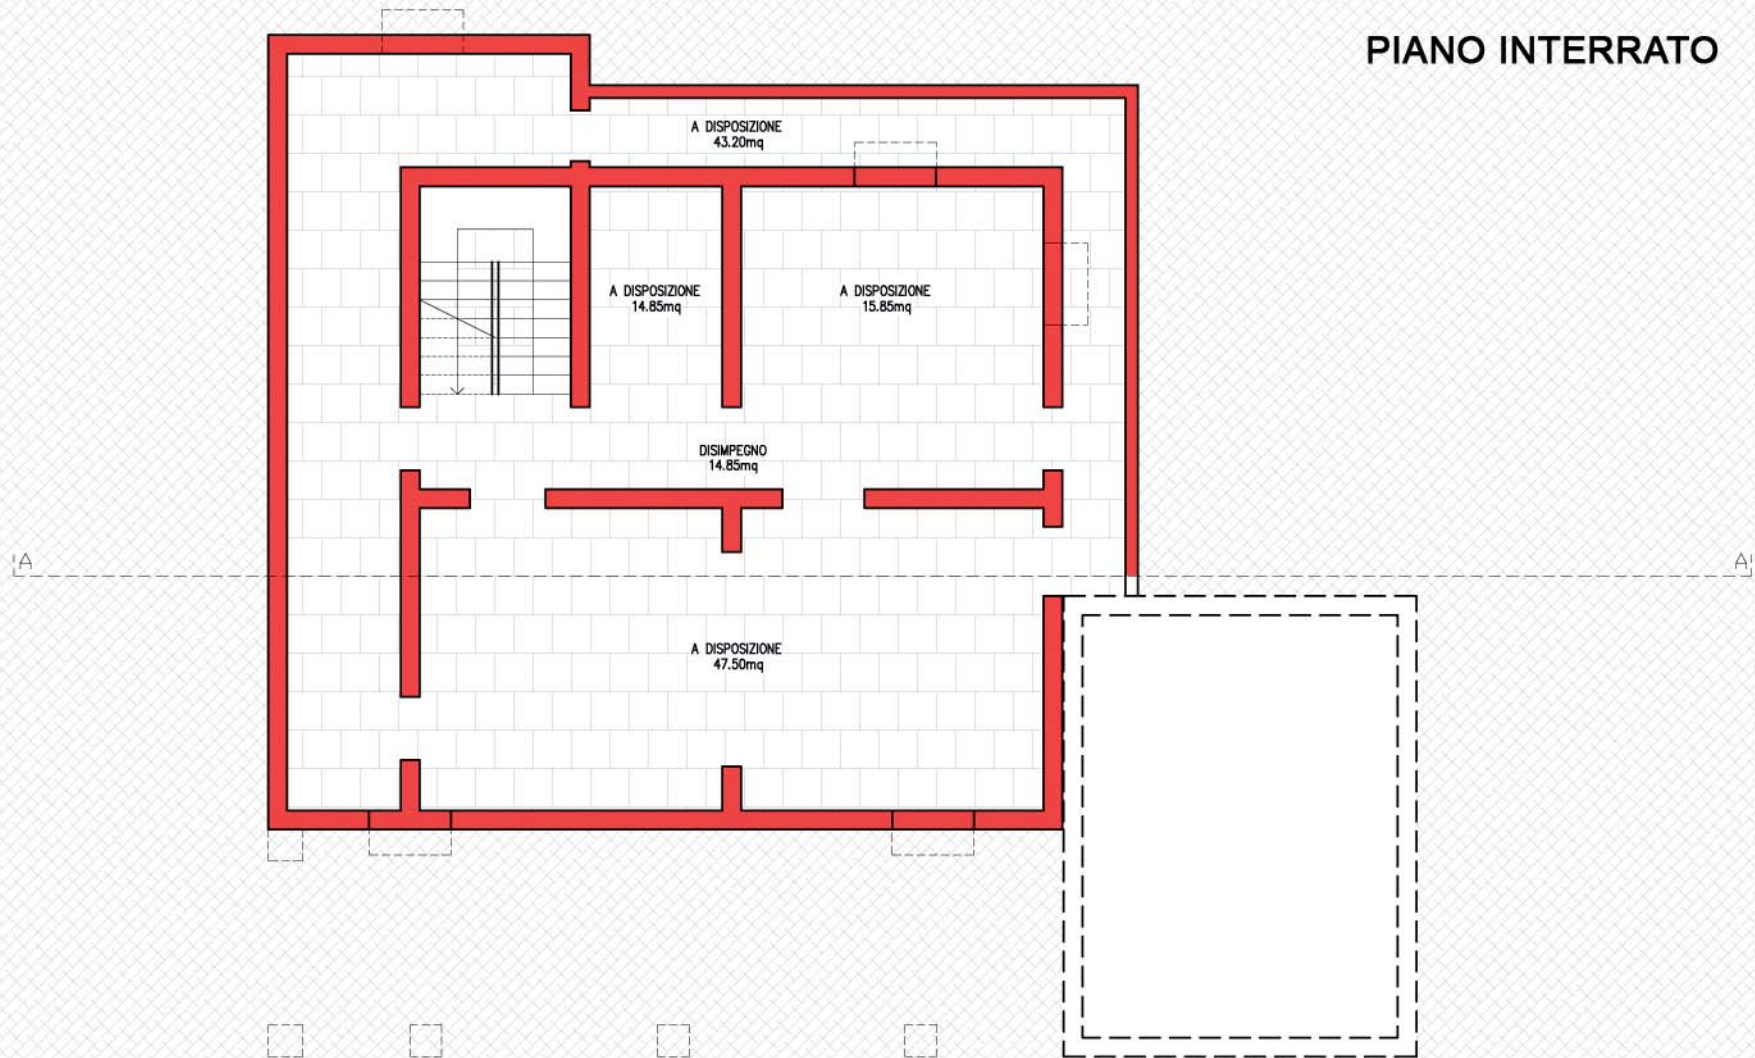 PIANO INTERRATO
A DISPOSIZIONE
43.20mq
A DISPOSIZIONE
14.85mq
A DISPOSIZIONE
15.85mq
DISIMPEGNO
14.85mq
A
A
A DISPOSIZIONE
47.50mq